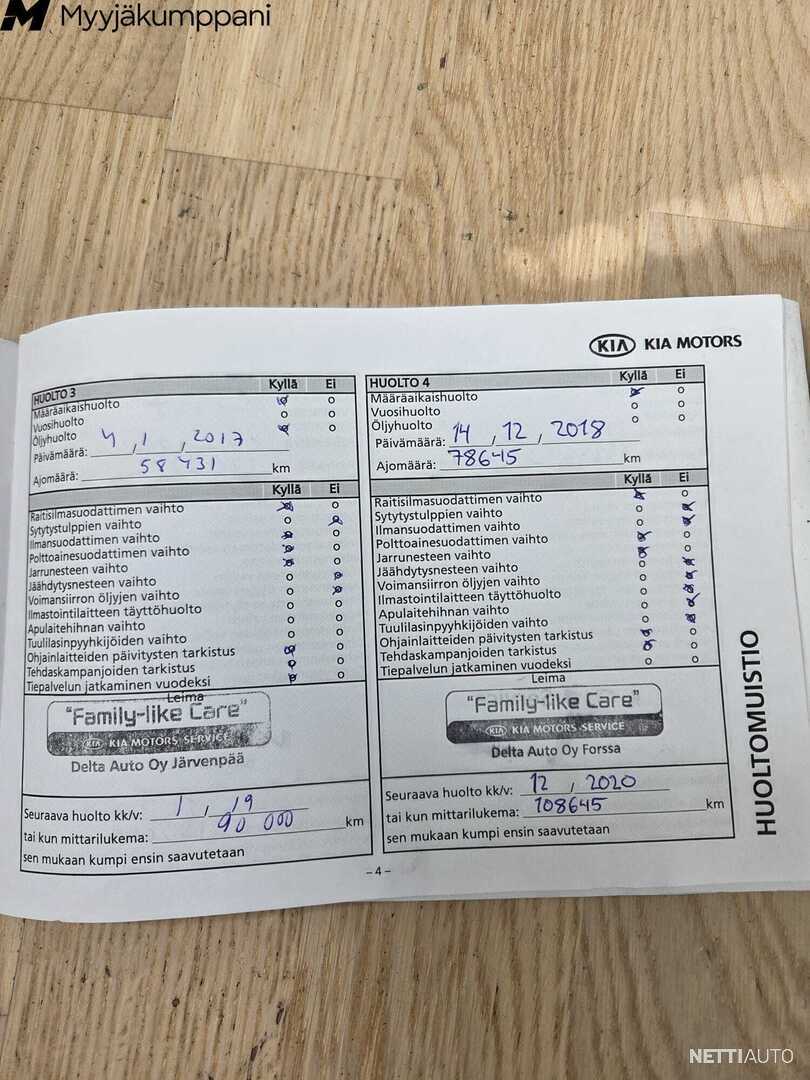 Myyjäkumppani
KIA KIA MOTORS
HUOLTO 3 Kyllä Ei
Määräaikaishuolto
Vuosihuolto
Öljyhuolto
Päivämäärä: 4 , 1 , 2017
Ajomäärä: 58 431 km
Kyllä Ei
Raitisilmasuodattimen vaihto
Sytytystulppien vaihto
Ilmansuodattimen vaihto
Polttoainesuodattimen vaihto
Jarrunesteen vaihto
Jäähdytysnesteen vaihto
Voimansiirron öljyjen vaihto
Ilmastointilaitteen täyttöhuolto
Apulaitehihnan vaihto
Tuulilasinpyyhkijöiden vaihto
Ohjainlaitteiden päivitysten tarkistus
Tehdaskampanjoiden tarkistus
Tiepalvelun jatkaminen vuodeksi
Leima
"Family-like Care"
KIA KIA MOTORS SERVICE
Delta Auto Oy Järvenpää
Seuraava huolto kk/v: 1 , 19
tai kun mittarilukema: 90 000 km
sen mukaan kumpi ensin saavutetaan
HUOLTO 4 Kyllä Ei
Määräaikaishuolto
Vuosihuolto
Öljyhuolto
Päivämäärä: 14 , 12 , 2018
Ajomäärä: 78645 km
Kyllä Ei
Raitisilmasuodattimen vaihto
Sytytystulppien vaihto
Ilmansuodattimen vaihto
Polttoainesuodattimen vaihto
Jarrunesteen vaihto
Jäähdytysnesteen vaihto
Voimansiirron öljyjen vaihto
Ilmastointilaitteen täyttöhuolto
Apulaitehihnan vaihto
Tuulilasinpyyhkijöiden vaihto
Ohjainlaitteiden päivitysten tarkistus
Tehdaskampanjoiden tarkistus
Tiepalvelun jatkaminen vuodeksi
Leima
"Family-like Care"
KIA KIA MOTORS SERVICE
Delta Auto Oy Forssa
Seuraava huolto kk/v: 12 , 2020
tai kun mittarilukema: 108645 km
sen mukaan kumpi ensin saavutetaan
HUOLTOMUISTIO
– 4 –
NETTIAUTO